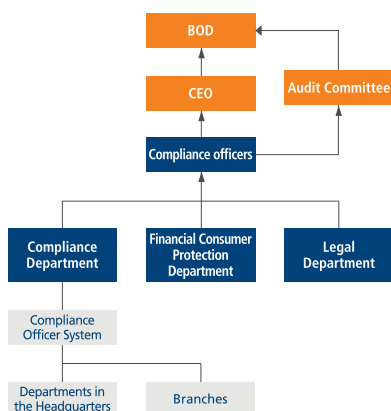 BOD
CEO
Audit Committee
Compliance officers
Compliance
Department
Financial Consumer
Protection
Department
Legal
Department
Compliance
Officer System
Departments in
the Headquarters
Branches